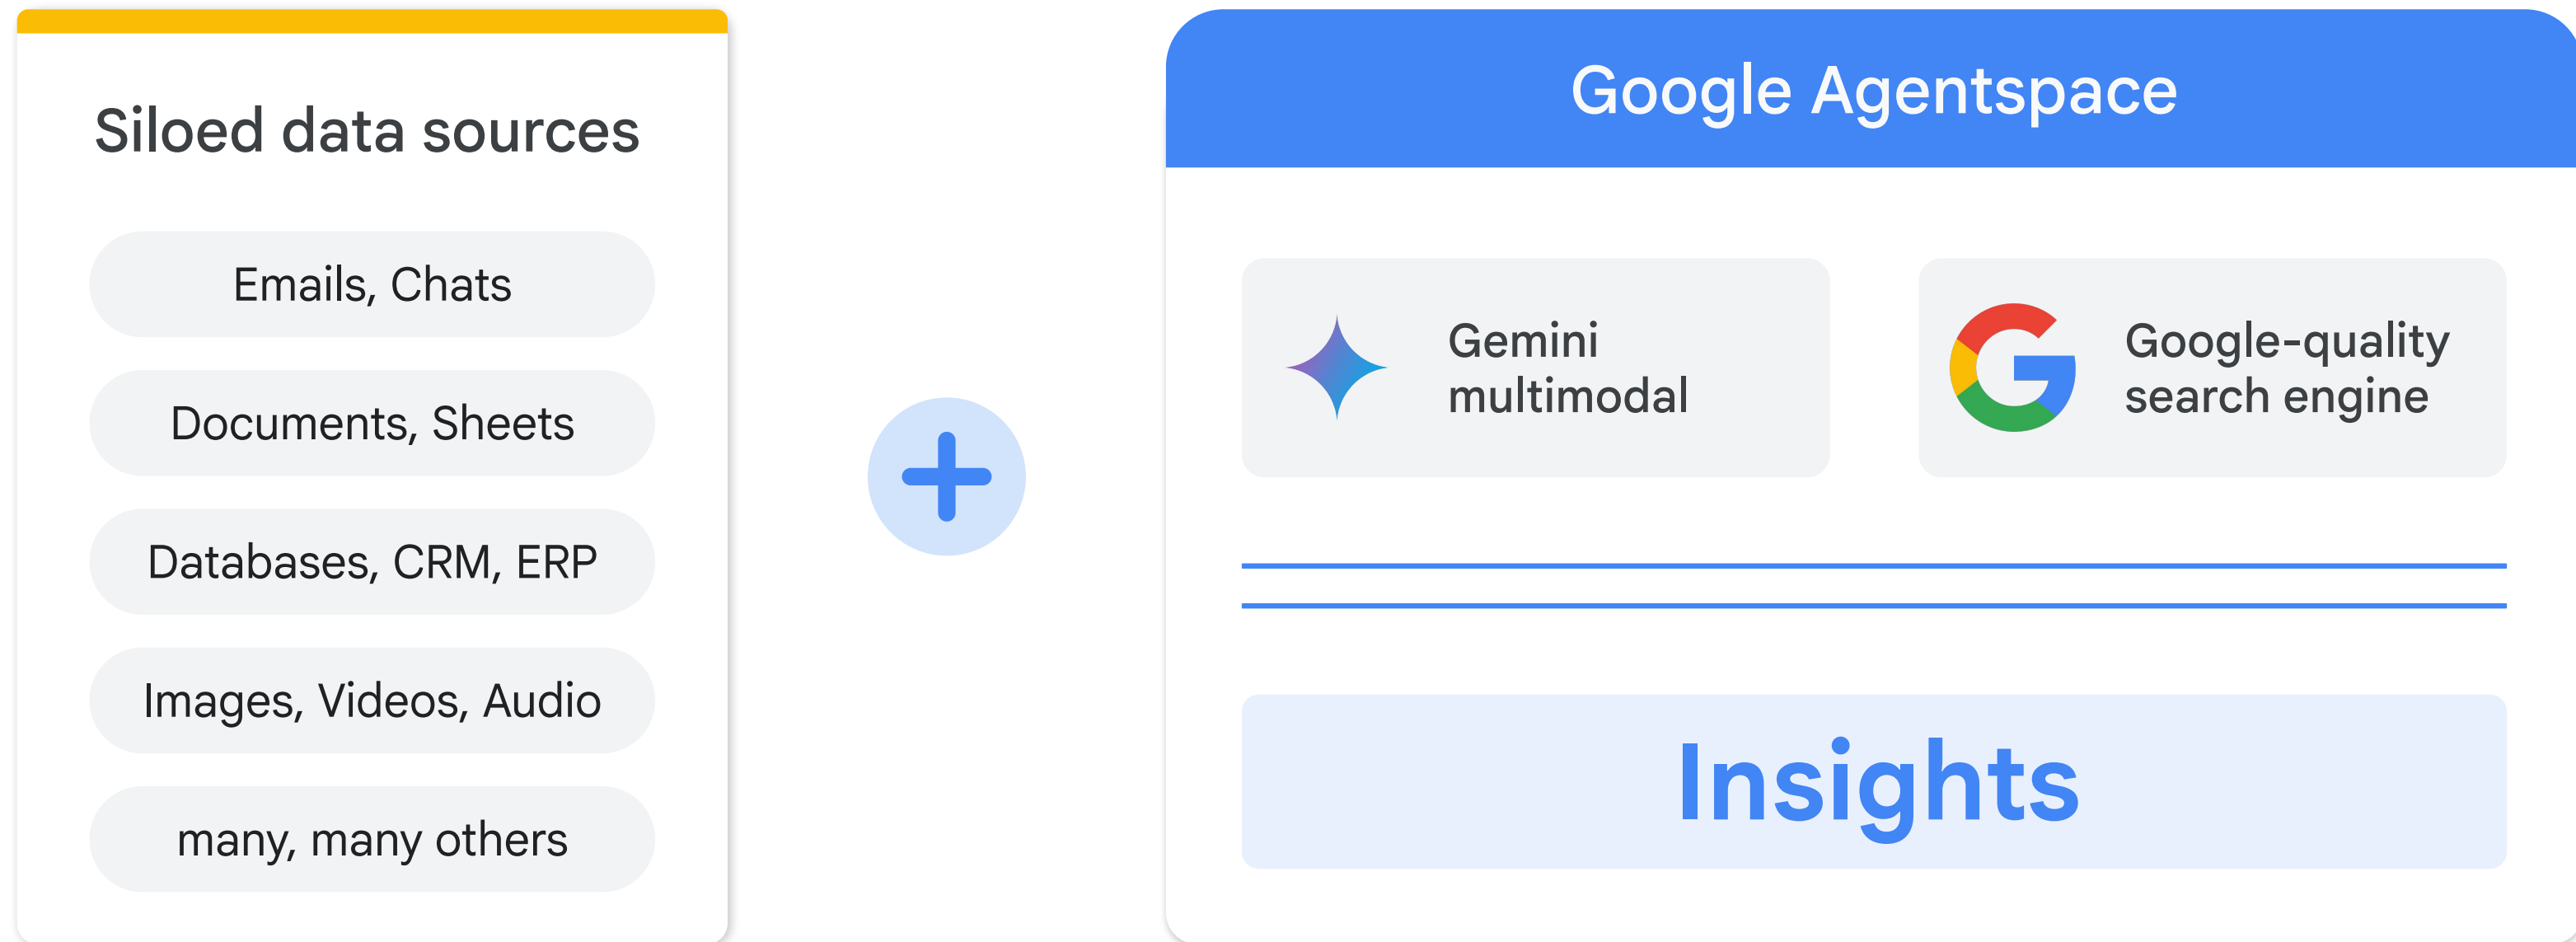 Siloed data sources
Emails, Chats
Documents, Sheets
Databases, CRM, ERP
Images, Videos, Audio
many, many others
Google Agentspace
Gemini
multimodal
Google-quality
search engine
Insights